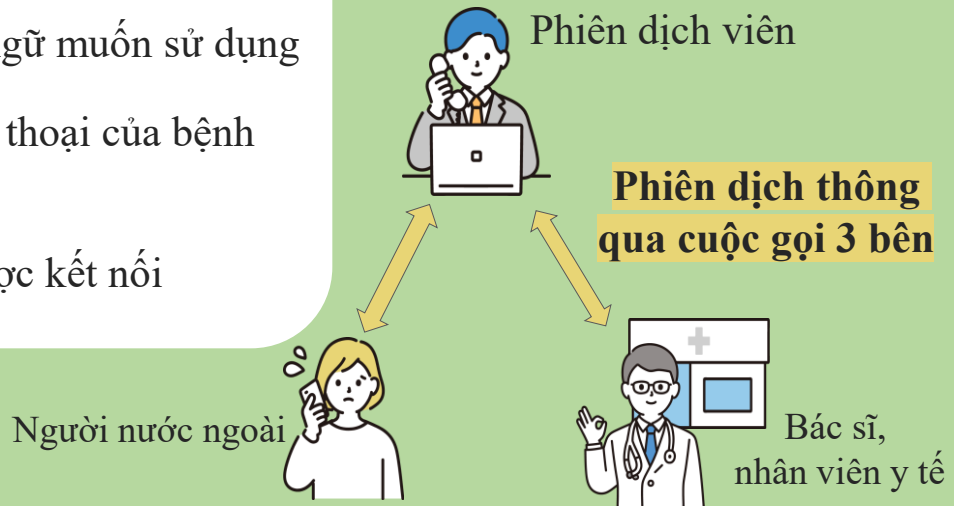 gữ muốn sử dụng
thoại của bệnh
ợc kết nối
Phiên dịch viên
Phiên dịch thông
qua cuộc gọi 3 bên
Người nước ngoài
Bác sĩ,
nhân viên y tế